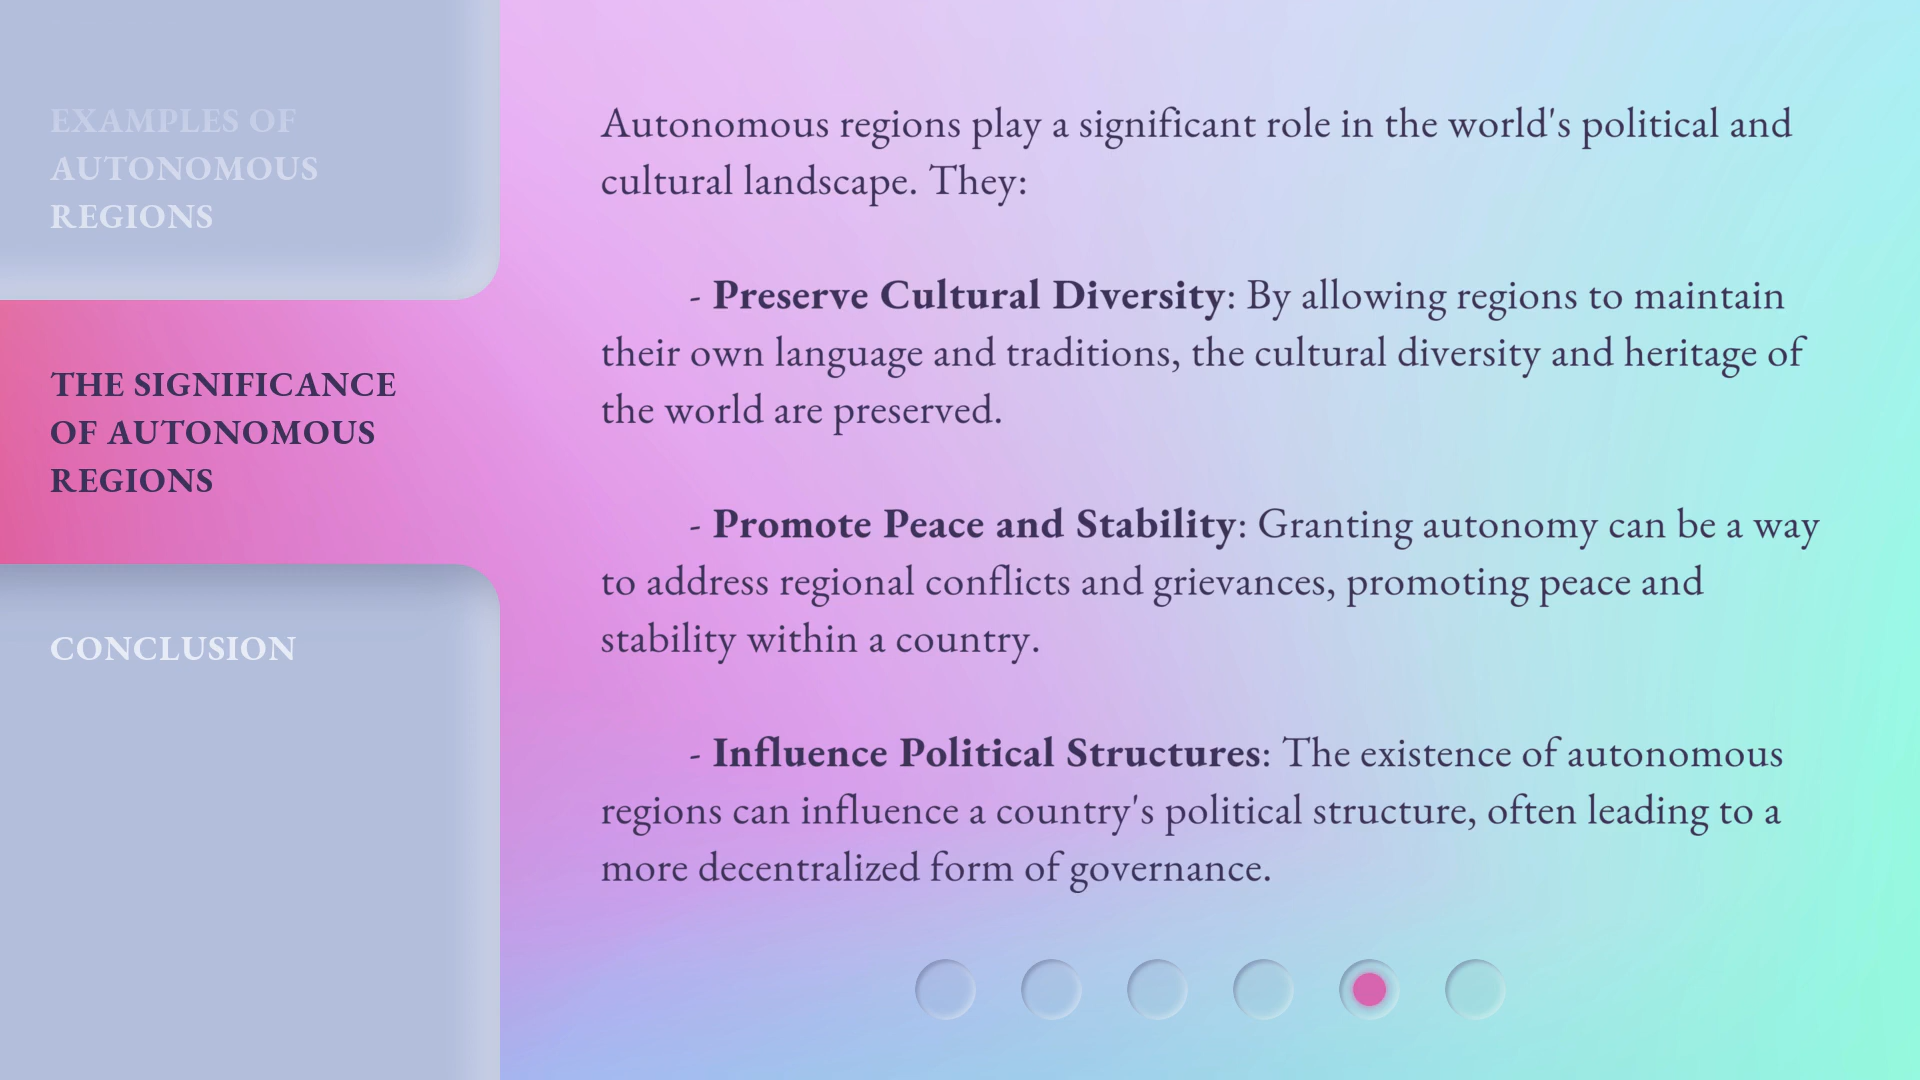 EXAMPLES OF
AUTONOMOUS
REGIONS
THE SIGNIFICANCE
OF AUTONOMOUS
REGIONS
CONCLUSION
Autonomous regions play a significant role in the world's political and
cultural landscape. They:
- Preserve Cultural Diversity: By allowing regions to maintain
their own language and traditions, the cultural diversity and heritage of
the world are preserved.
- Promote Peace and Stability: Granting autonomy can be a way
to address regional conflicts and grievances, promoting peace and
stability within a country.
- Influence Political Structures: The existence of autonomous
regions can influence a country's political structure, often leading to a
more decentralized form of governance.